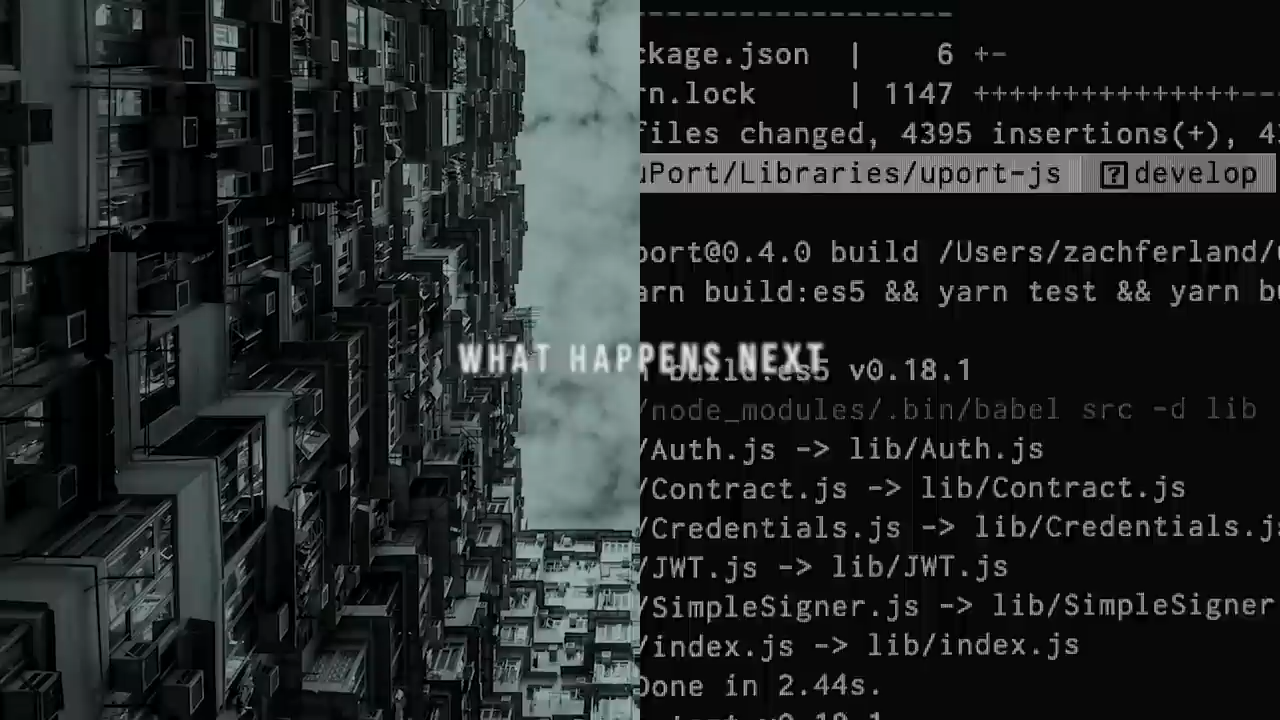 WHAT HAPPENS NEXT
ckage.json | 6 +-
rn.lock | 1147 +++++++++++++++---
files changed, 4395 insertions(+), 4
uPort/Libraries/uport-js develop
port@0.4.0 build /Users/zachferland/
arn build:es5 && yarn test && yarn b
build:es5 v0.18.1
/node_modules/.bin/babel src -d lib
/Auth.js -> lib/Auth.js
/Contract.js -> lib/Contract.js
/Credentials.js -> lib/Credentials.j
/JWT.js -> lib/JWT.js
/SimpleSigner.js -> lib/SimpleSigner
/index.js -> lib/index.js
Done in 2.44s.